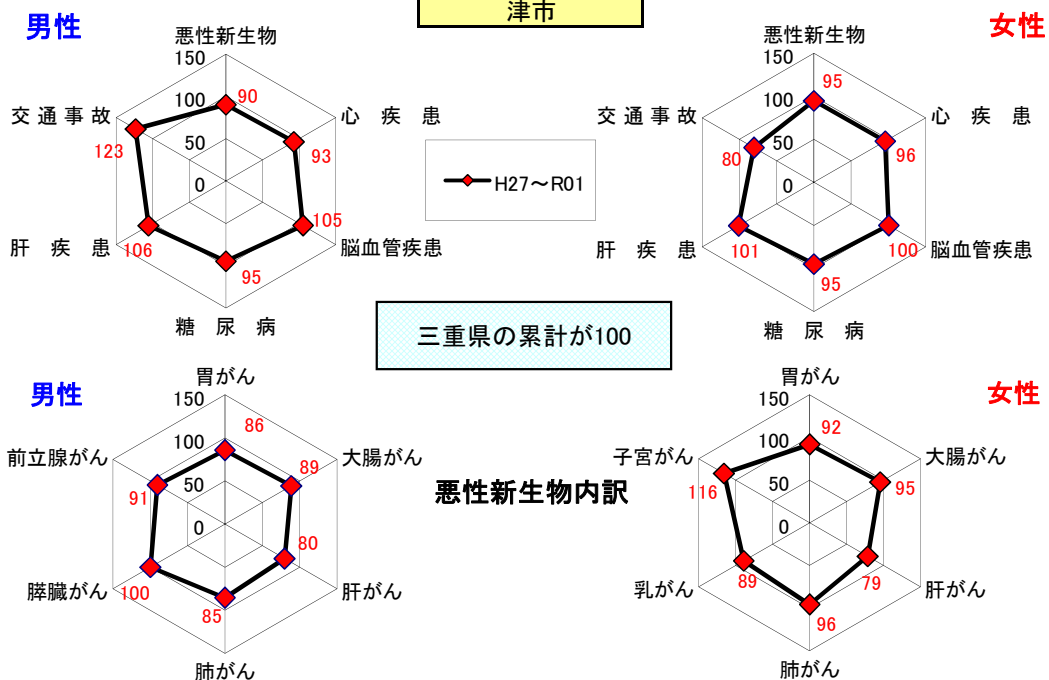 津市
男性
悪性新生物
150
100
50
0
90
心 疾 患
93
脳血管疾患
105
糖 尿 病
95
肝 疾 患
106
交 通 事 故
123
H27～R01
女性
悪性新生物
150
100
50
0
95
心 疾 患
96
脳血管疾患
100
糖 尿 病
95
肝 疾 患
101
交 通 事 故
80
三重県の累計が100
男性
胃がん
150
100
50
0
86
大腸がん
89
肝がん
80
肺がん
85
膵臓がん
100
前立腺がん
91
悪性新生物内訳
女性
胃がん
150
100
50
0
92
大腸がん
95
肝がん
79
肺がん
96
乳がん
89
子宮がん
116